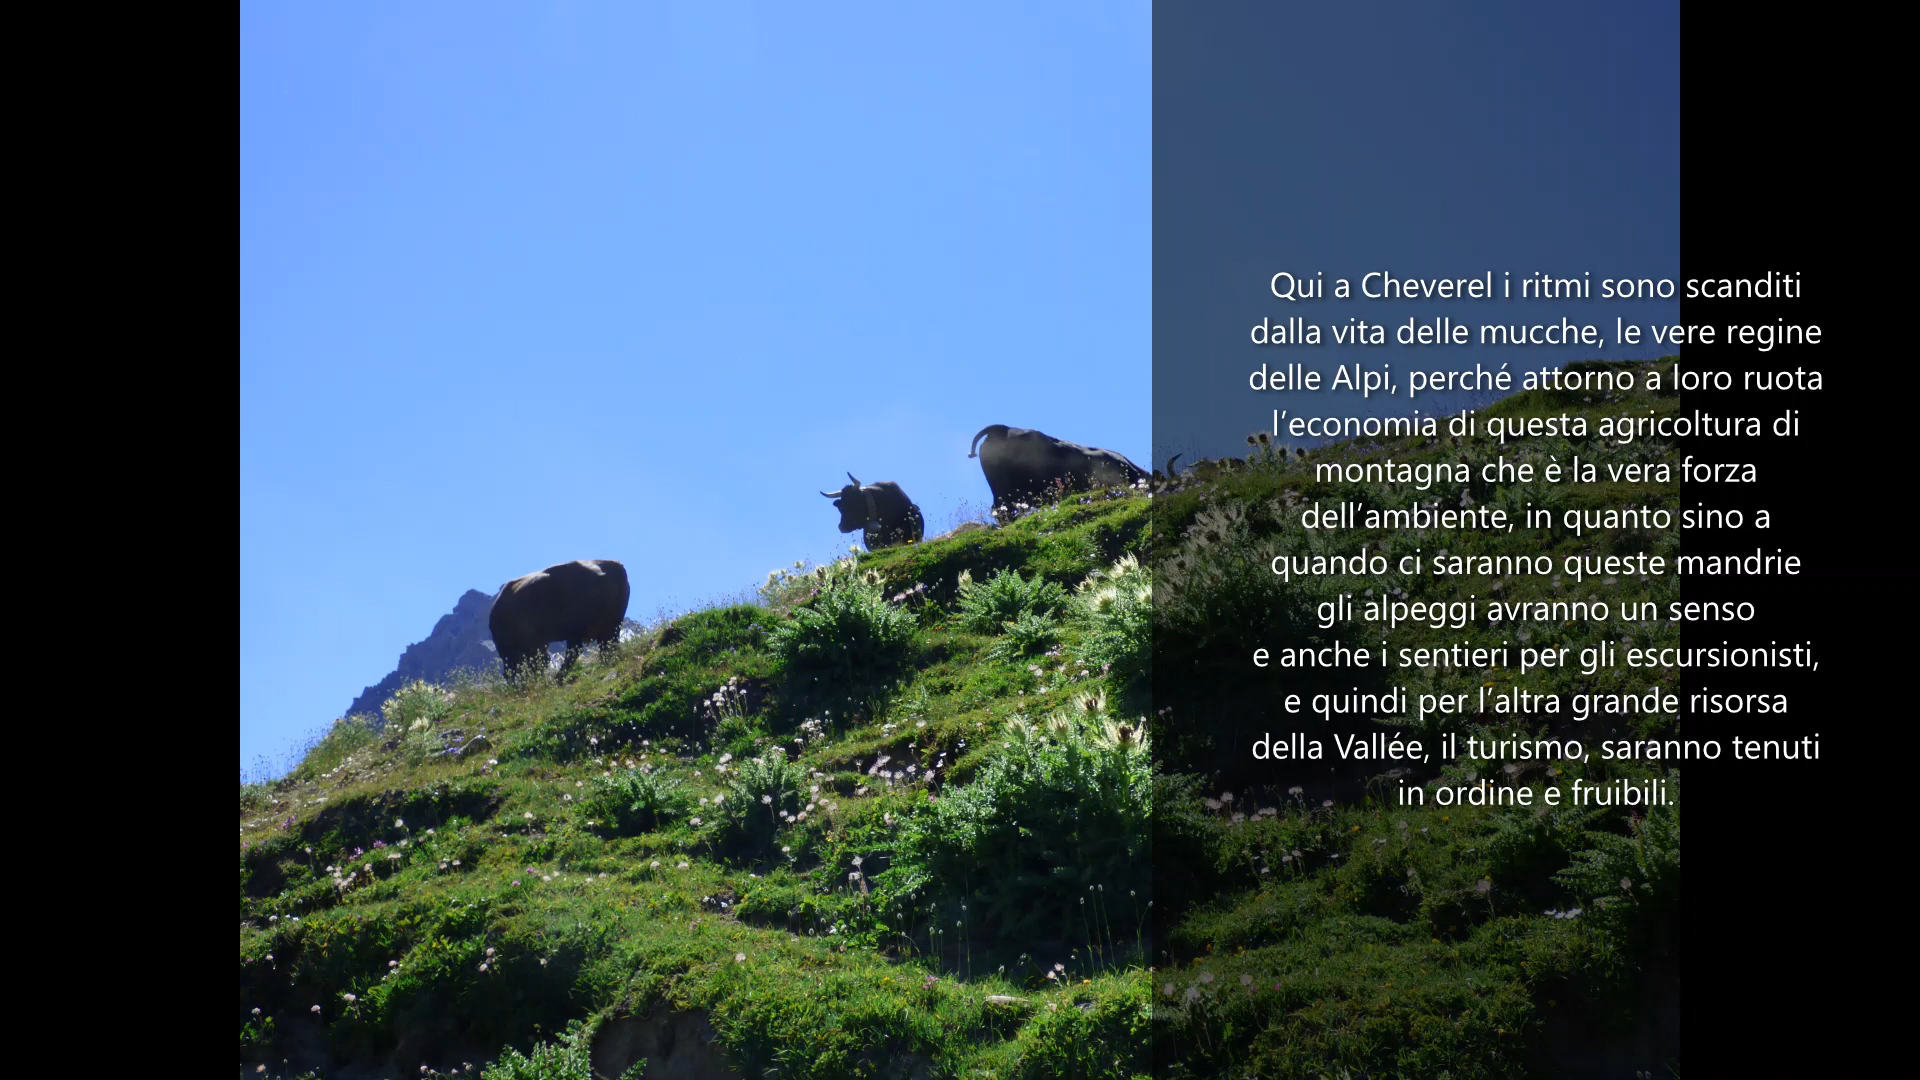 Qui a Cheverel i ritmi sono scanditi
dalla vita delle mucche, le vere regine
delle Alpi, perché attorno a loro ruota
l’economia di questa agricoltura di
montagna che è la vera forza
dell’ambiente, in quanto sino a
quando ci saranno queste mandrie
gli alpeggi avranno un senso
e anche i sentieri per gli escursionisti,
e quindi per l’altra grande risorsa
della Vallée, il turismo, saranno tenuti
in ordine e fruibili.